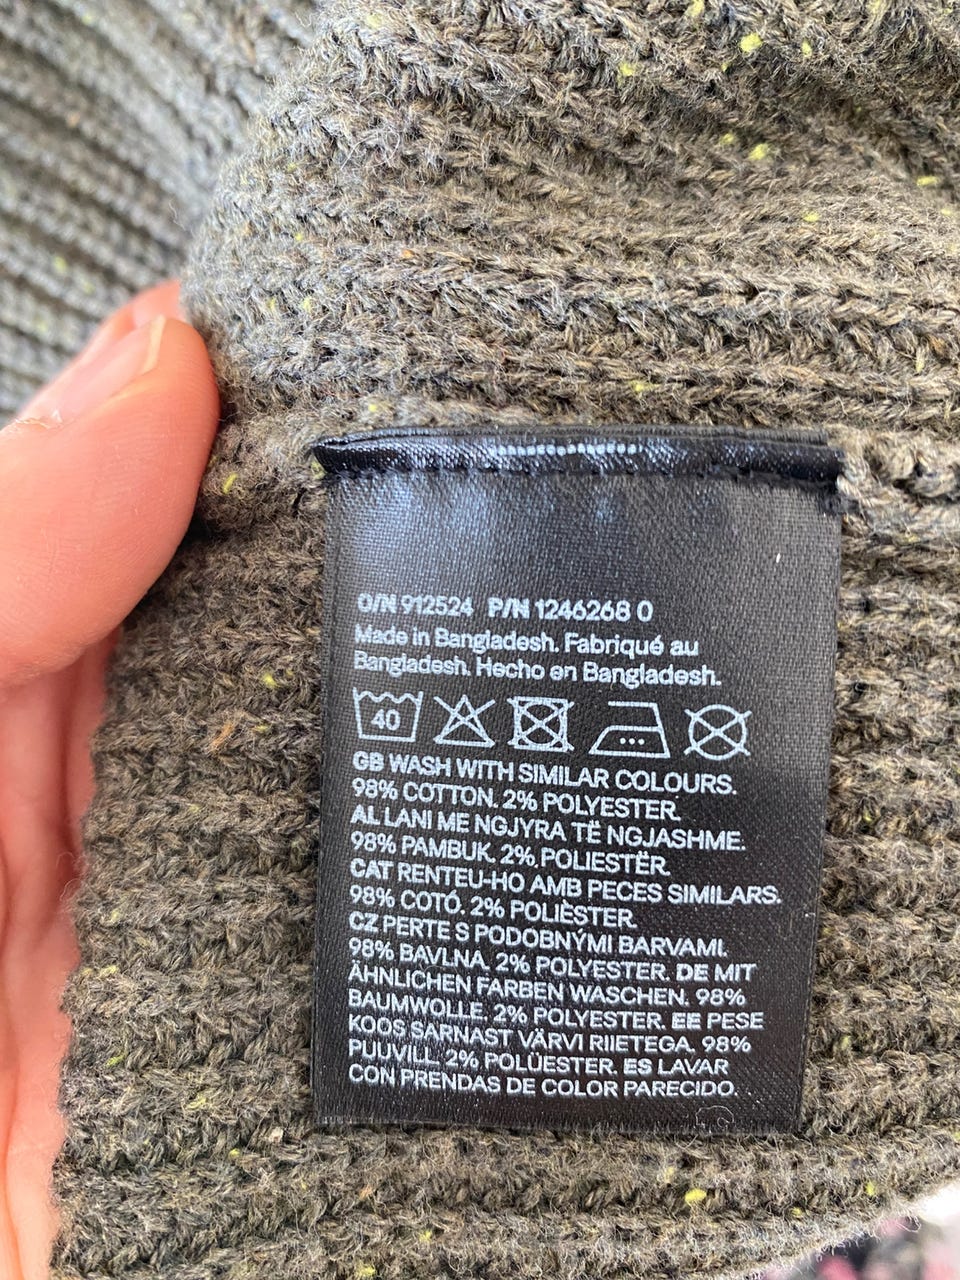 O/N 912524 P/N 1246268 0
Made in Bangladesh. Fabriqué au
Bangladesh. Hecho en Bangladesh.
40
GB WASH WITH SIMILAR COLOURS.
98% COTTON. 2% POLYESTER.
AL LANI ME NGJYRA TË NGJASHME.
98% PAMBUK. 2% POLIESTËR.
CAT RENTEU-HO AMB PECES SIMILARS.
98% COTÓ. 2% POLIÈSTER.
CZ PERTE S PODOBNÝMI BARVAMI.
98% BAVLNA. 2% POLYESTER. DE MIT
ÄHNLICHEN FARBEN WASCHEN. 98%
BAUMWOLLE. 2% POLYESTER. EE PESE
KOOS SARNAST VÄRVI RIIETEGA. 98%
PUUVILL. 2% POLÜESTER. ES LAVAR
CON PRENDAS DE COLOR PARECIDO.